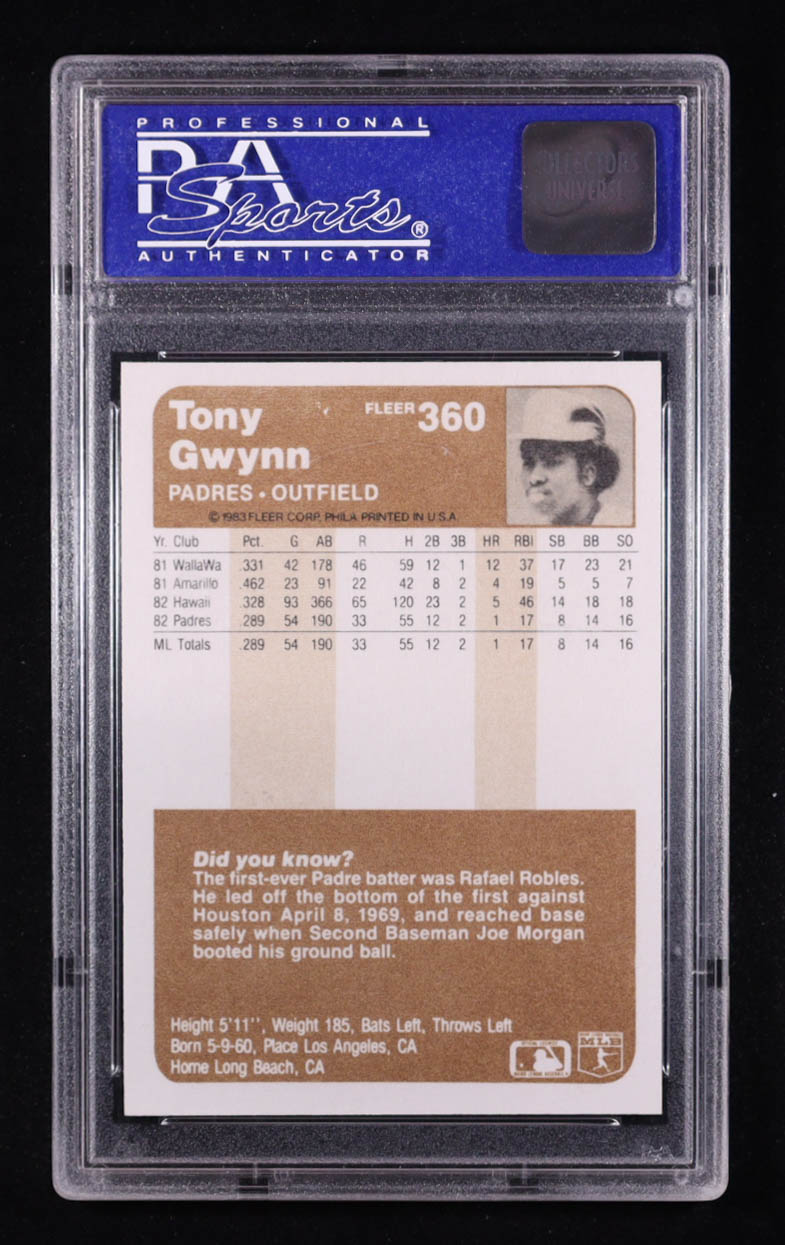 PROFESSIONAL
PSA
Sports®
AUTHENTICATOR
COLLECTORS
UNIVERSE
Tony
Gwynn
FLEER 360
PADRES • OUTFIELD
© 1983 FLEER CORP. PHILA PRINTED IN U.S.A.
Yr. Club Pct. G AB R H 2B 3B HR RBI SB BB SO
81 WallaWa .331 42 178 46 59 12 1 12 37 17 23 21
81 Amarillo .462 23 91 22 42 8 2 4 19 5 5 7
82 Hawaii .328 93 366 65 120 23 2 5 46 14 18 18
82 Padres .289 54 190 33 55 12 2 1 17 8 14 16
ML Totals .289 54 190 33 55 12 2 1 17 8 14 16
Did you know?
The first-ever Padre batter was Rafael Robles.
He led off the bottom of the first against
Houston April 8, 1969, and reached base
safely when Second Baseman Joe Morgan
booted his ground ball.
Height 5'11'', Weight 185, Bats Left, Throws Left
Born 5-9-60, Place Los Angeles, CA
Home Long Beach, CA
MLB